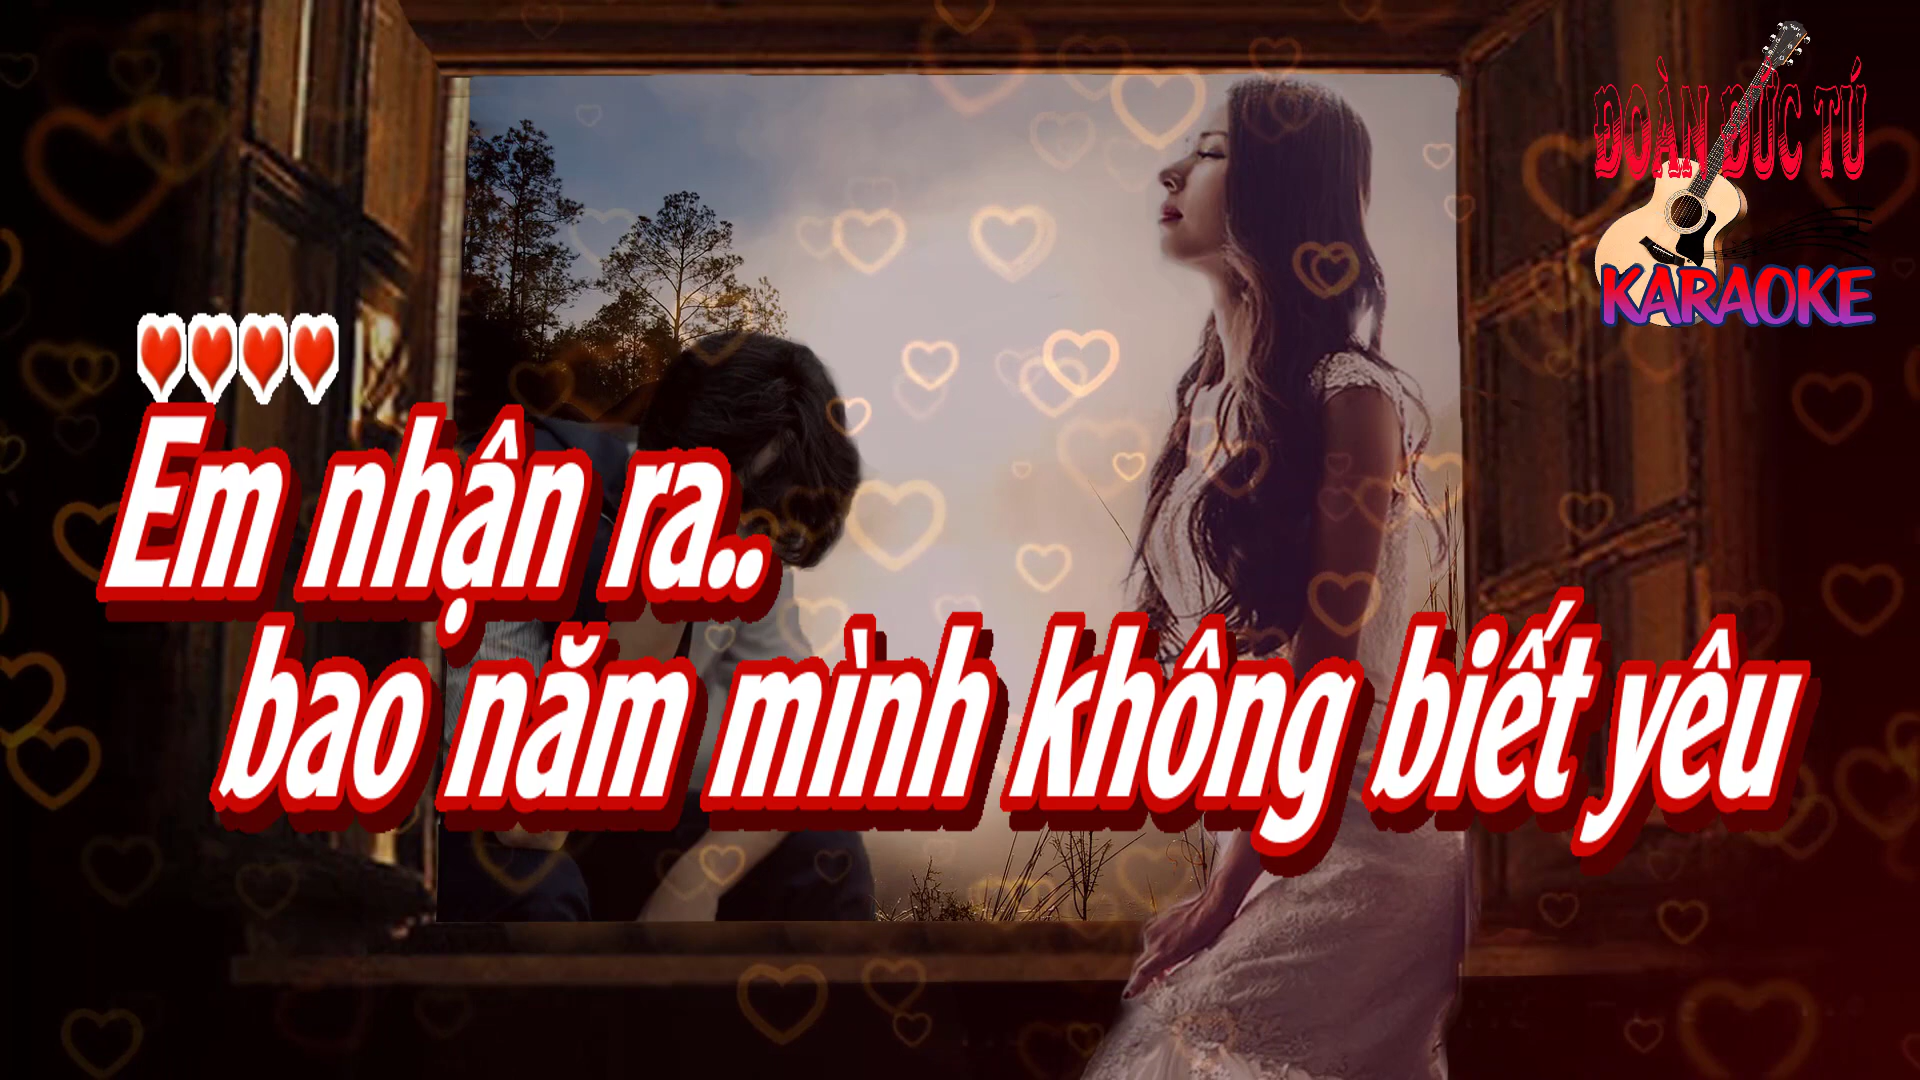 ĐOÀN ĐỨC TÚ
KARAOKE
Em nhận ra..
bao năm mình không biết yêu